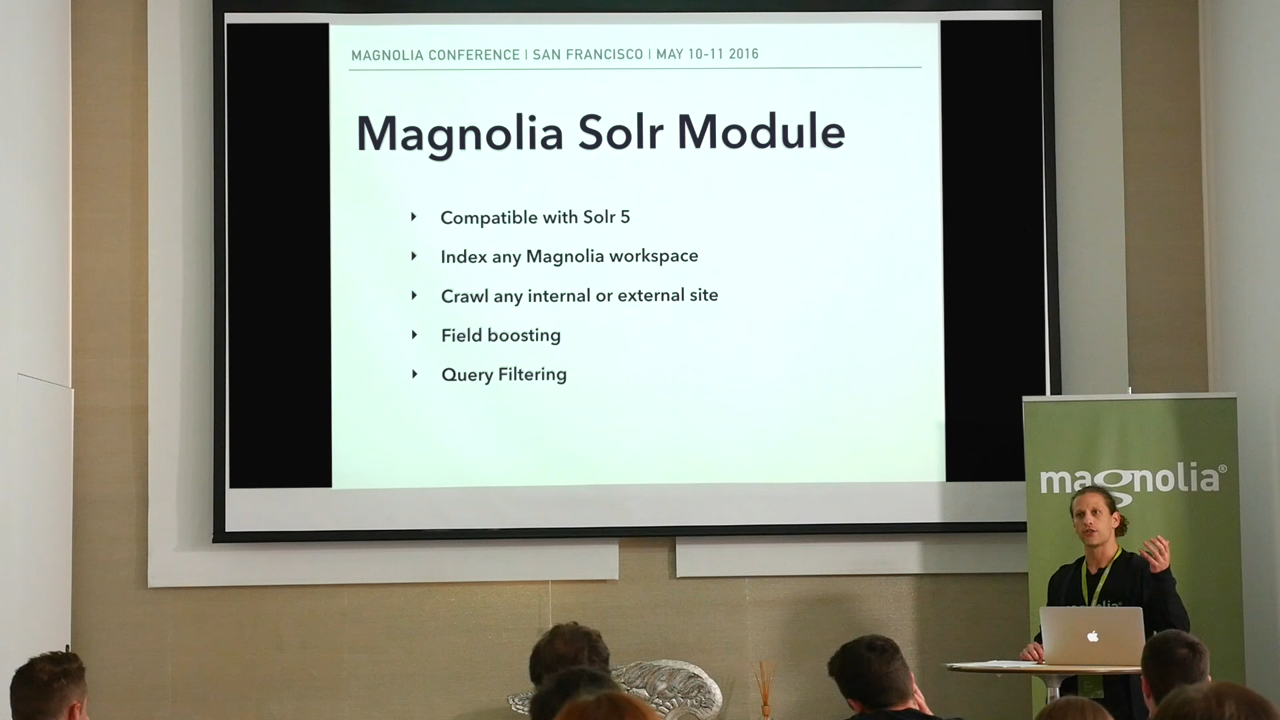 MAGNOLIA CONFERENCE | SAN FRANCISCO | MAY 10-11 2016
Magnolia Solr Module
Compatible with Solr 5
Index any Magnolia workspace
Crawl any internal or external site
Field boosting
Query Filtering
magnolia®